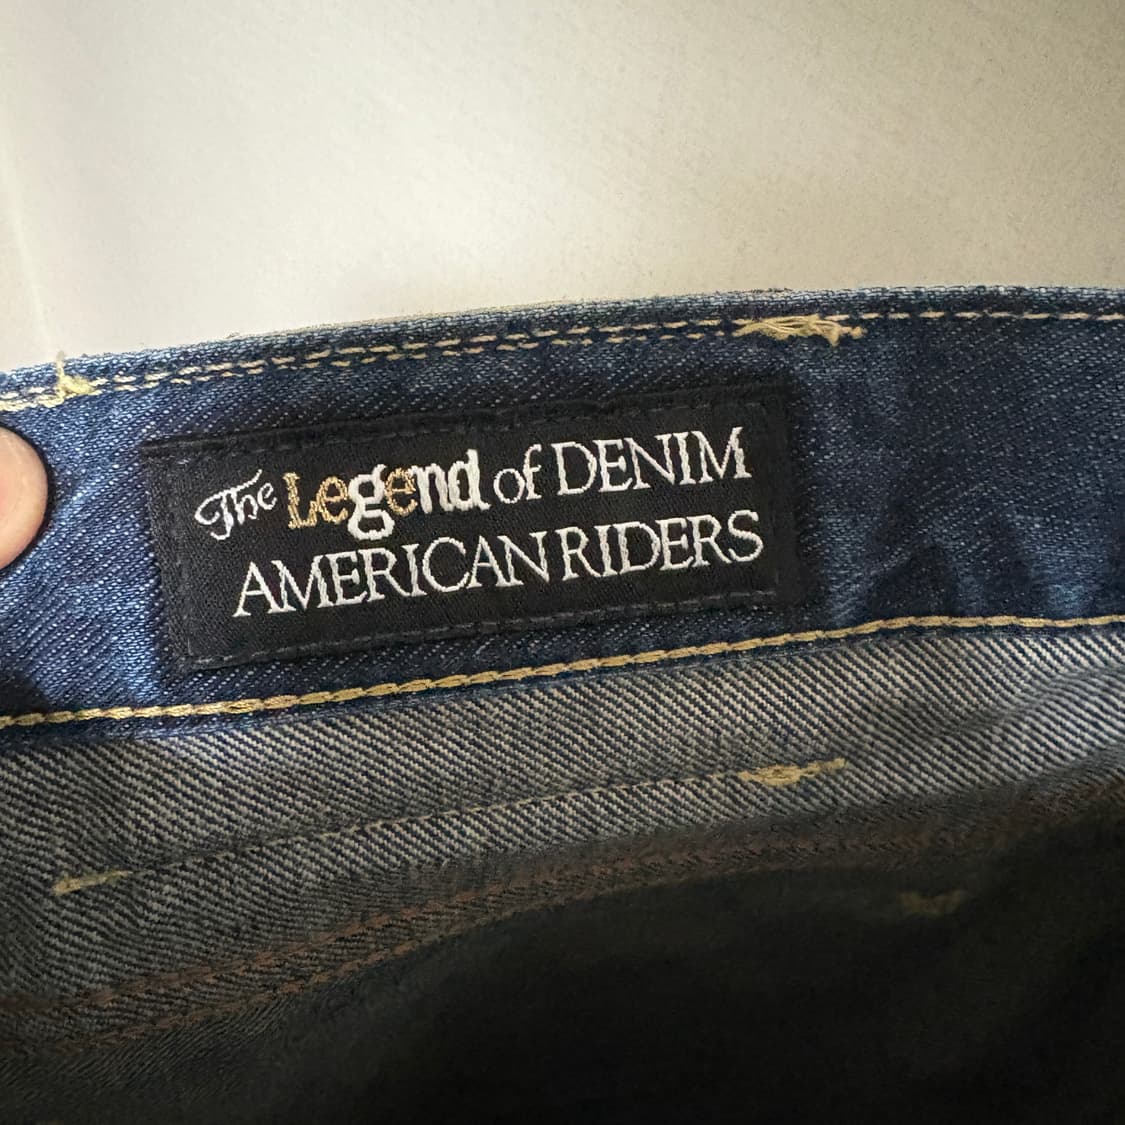 The Legend of DENIM
AMERICAN RIDERS